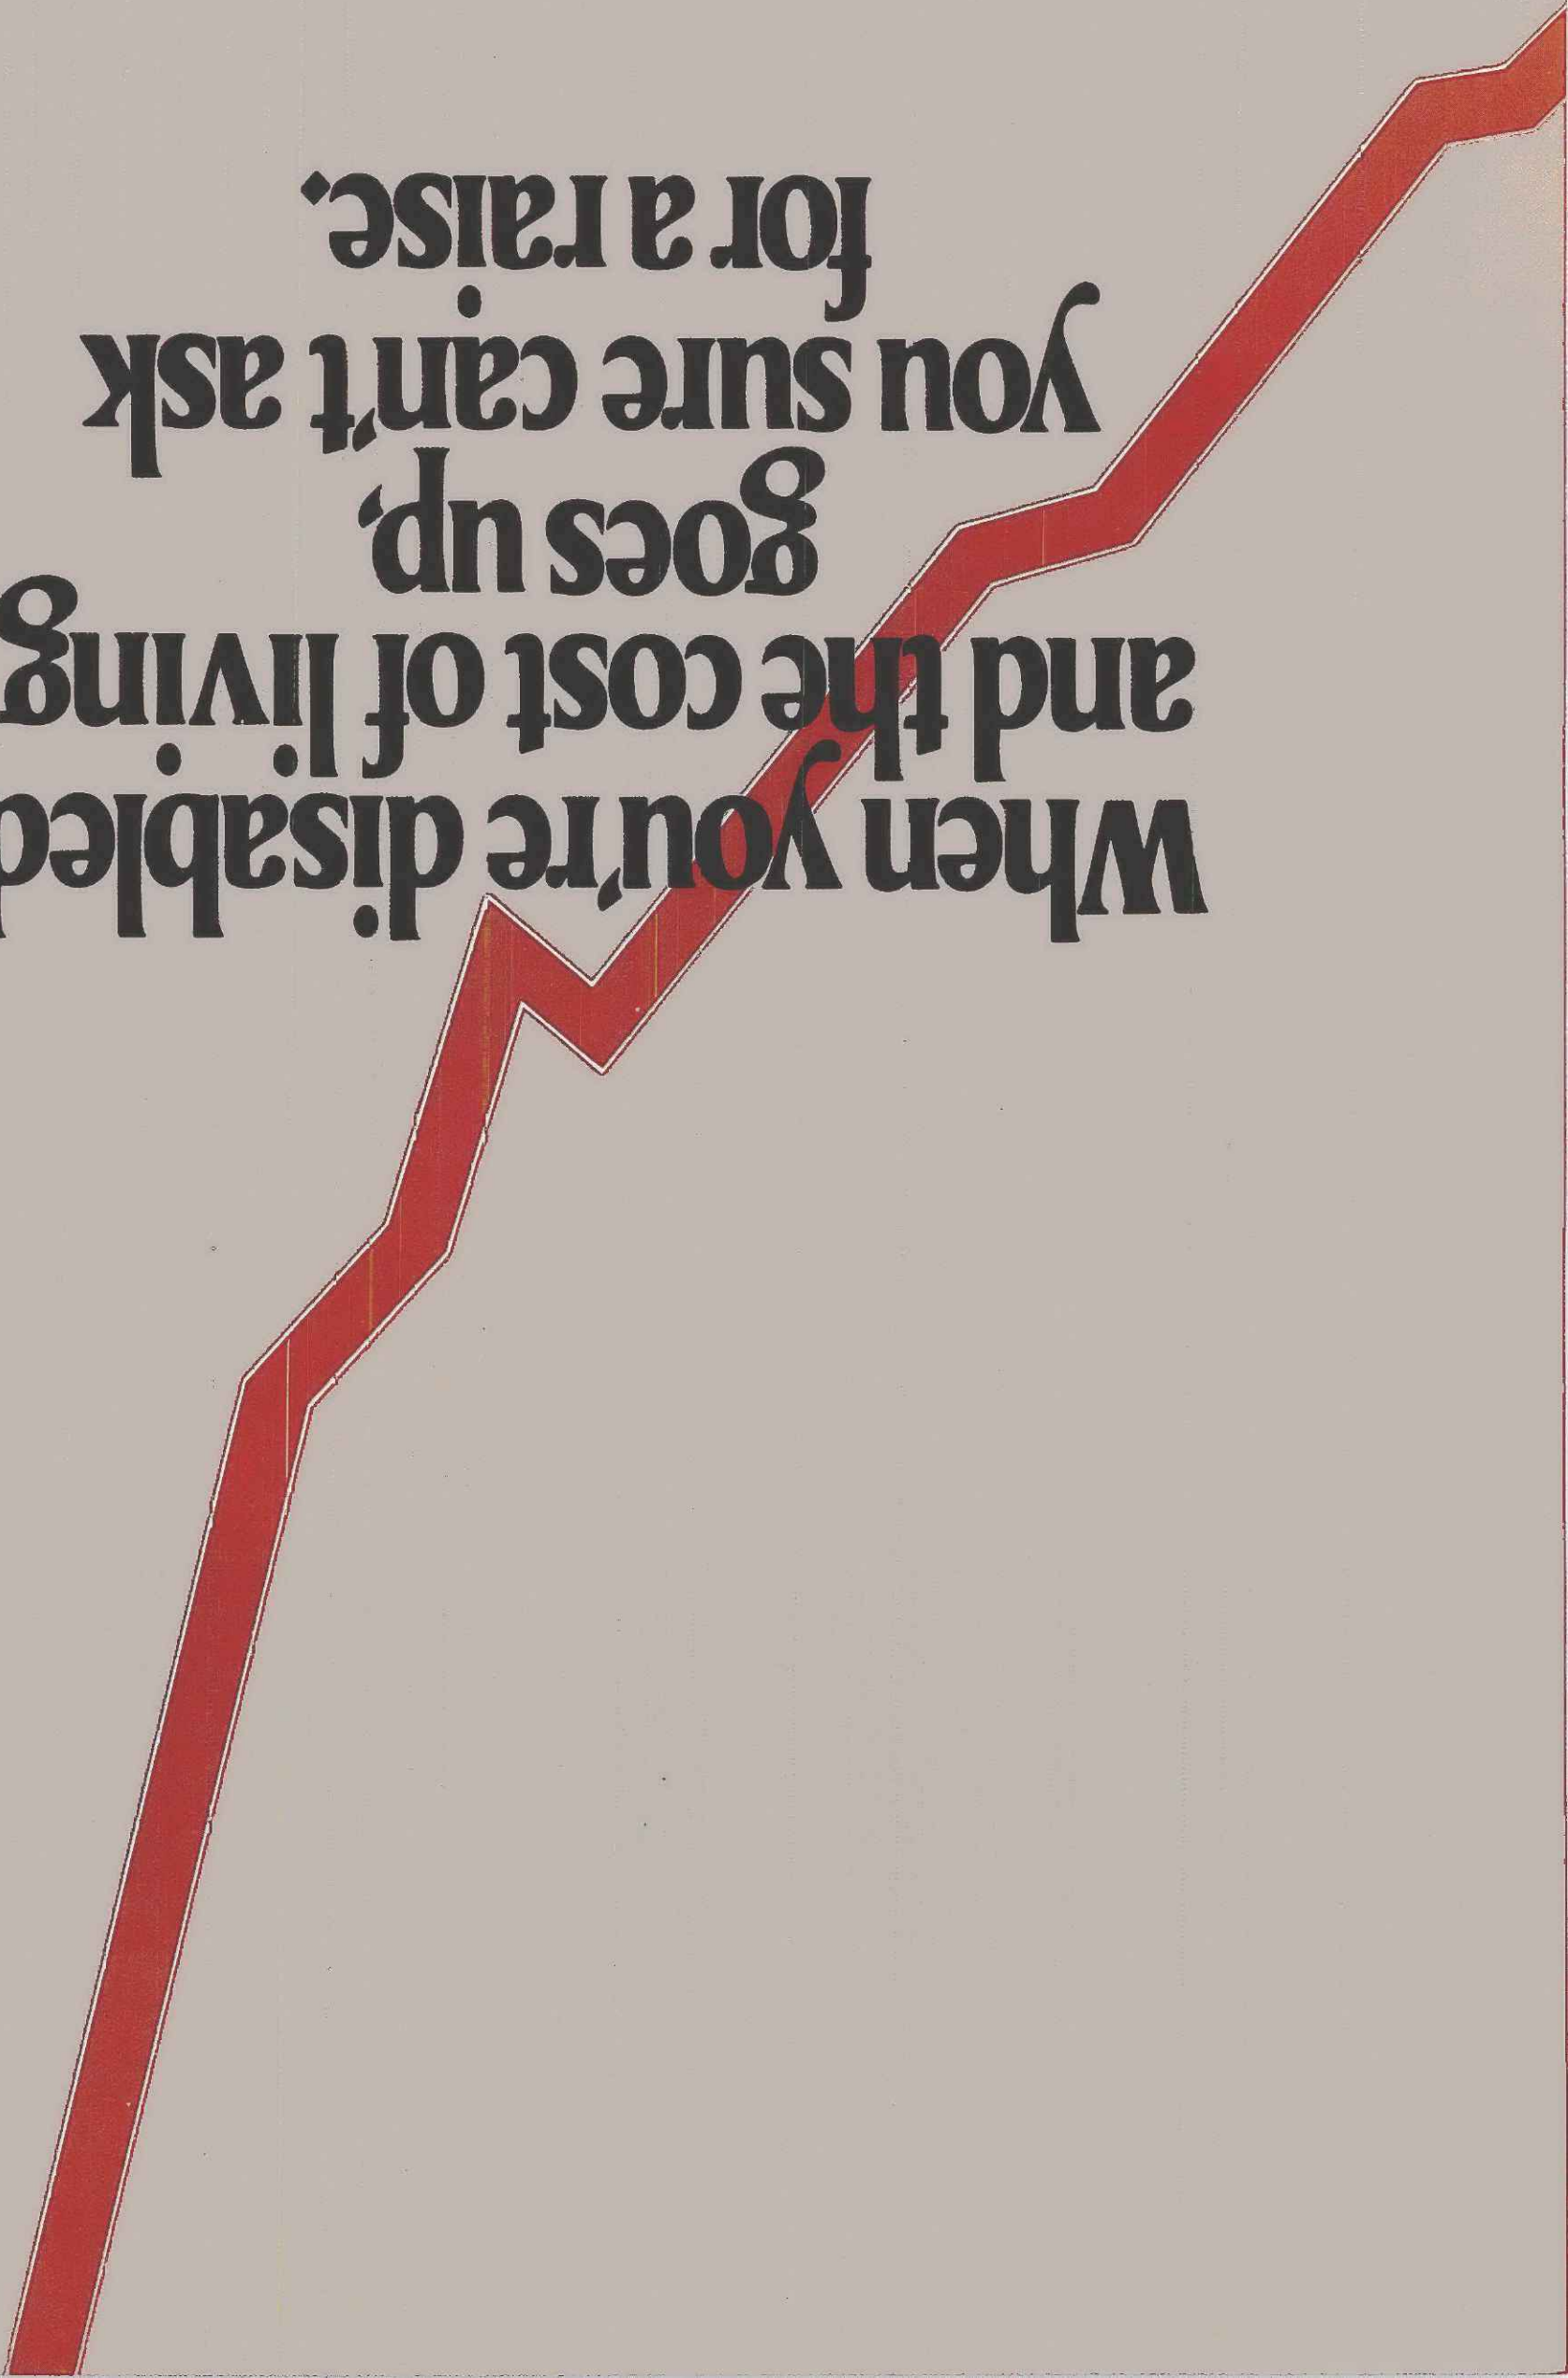 When you're disabled
and the cost of living
goes up,
you sure can't ask
for a raise.